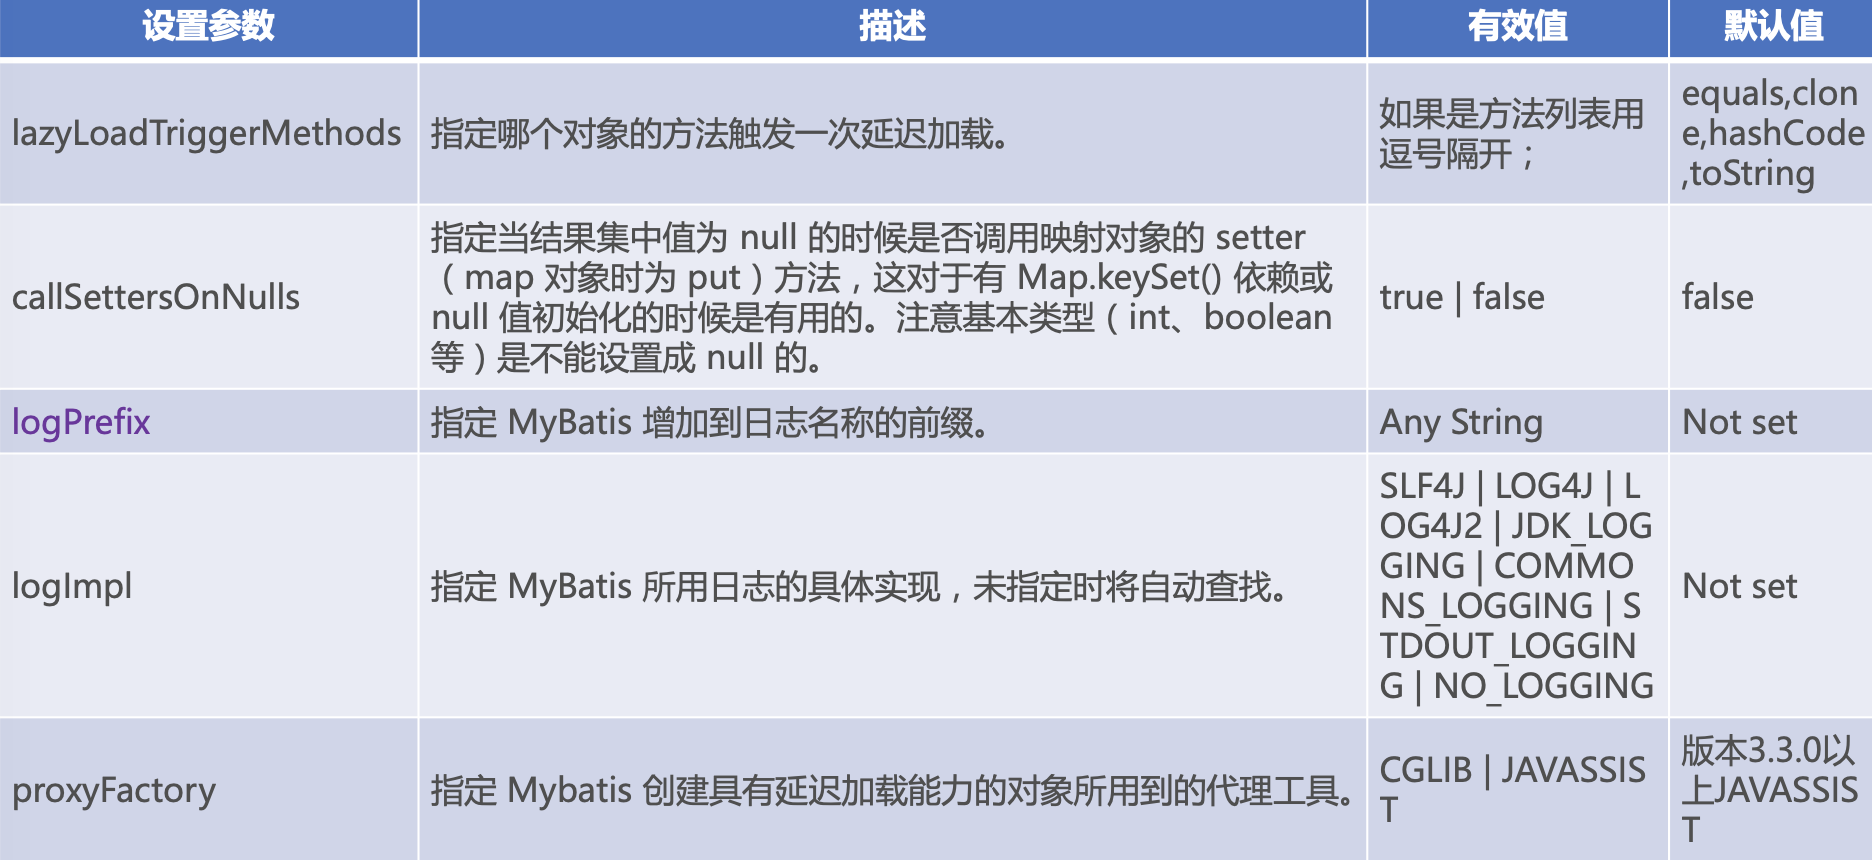 设置参数 描述 有效值 默认值
lazyLoadTriggerMethods
指定哪个对象的方法触发一次延迟加载。
如果是方法列表用
逗号隔开；
equals,clon
e,hashCode
,toString
callSettersOnNulls
指定当结果集中值为 null 的时候是否调用映射对象的 setter
（map 对象时为 put）方法，这对于有 Map.keySet() 依赖或
null 值初始化的时候是有用的。注意基本类型（int、boolean
等）是不能设置成 null 的。
true | false
false
logPrefix
指定 MyBatis 增加到日志名称的前缀。
Any String
Not set
logImpl
指定 MyBatis 所用日志的具体实现，未指定时将自动查找。
SLF4J | LOG4J | L
OG4J2 | JDK_LOG
GING | COMMO
NS_LOGGING | S
TDOUT_LOGGIN
G | NO_LOGGING
Not set
proxyFactory
指定 Mybatis 创建具有延迟加载能力的对象所用到的代理工具。
CGLIB | JAVASSIS
T
版本3.3.0以
上JAVASSIS
T